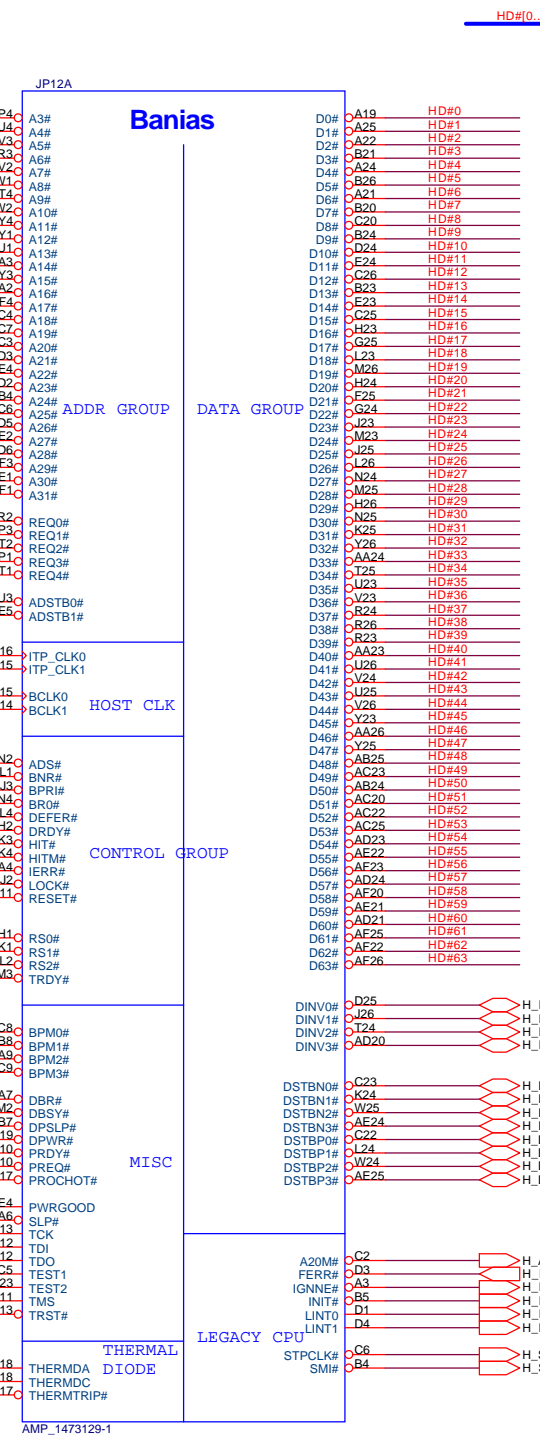 HD#[0..
JP12A
Banias
A3#
A4#
A5#
A6#
A7#
A8#
A9#
A10#
A11#
A12#
A13#
A14#
A15#
A16#
A17#
A18#
A19#
A20#
A21#
A22#
A23#
A24#
A25#
A26#
A27#
A28#
A29#
A30#
A31#
REQ0#
REQ1#
REQ2#
REQ3#
REQ4#
ADSTB0#
ADSTB1#
ADDR GROUP
ITP_CLK0
ITP_CLK1
BCLK0
BCLK1
HOST CLK
ADS#
BNR#
BPRI#
BR0#
DEFER#
DRDY#
HIT#
HITM#
IERR#
LOCK#
RESET#
RS0#
RS1#
RS2#
TRDY#
CONTROL GROUP
BPM0#
BPM1#
BPM2#
BPM3#
DBR#
DBSY#
DPSLP#
DPWR#
PRDY#
PREQ#
PROCHOT#
PWRGOOD
SLP#
TCK
TDI
TDO
TEST1
TEST2
TMS
TRST#
MISC
THERMDA
THERMDC
THERMTRIP#
THERMAL
DIODE
DATA GROUP
D0# A19 HD#0
D1# A25 HD#1
D2# A22 HD#2
D3# B21 HD#3
D4# A24 HD#4
D5# B26 HD#5
D6# A21 HD#6
D7# B20 HD#7
D8# C20 HD#8
D9# B24 HD#9
D10# D24 HD#10
D11# E24 HD#11
D12# C26 HD#12
D13# B23 HD#13
D14# E23 HD#14
D15# C25 HD#15
D16# H23 HD#16
D17# G25 HD#17
D18# L23 HD#18
D19# M26 HD#19
D20# H24 HD#20
D21# F25 HD#21
D22# G24 HD#22
D23# J23 HD#23
D24# M23 HD#24
D25# J25 HD#25
D26# L26 HD#26
D27# N24 HD#27
D28# M25 HD#28
D29# H26 HD#29
D30# N25 HD#30
D31# K25 HD#31
D32# Y26 HD#32
D33# AA24 HD#33
D34# T25 HD#34
D35# U23 HD#35
D36# V23 HD#36
D37# R24 HD#37
D38# R26 HD#38
D39# R23 HD#39
D40# AA23 HD#40
D41# U26 HD#41
D42# V24 HD#42
D43# U25 HD#43
D44# V26 HD#44
D45# Y23 HD#45
D46# AA26 HD#46
D47# Y25 HD#47
D48# AB25 HD#48
D49# AC23 HD#49
D50# AB24 HD#50
D51# AC20 HD#51
D52# AC22 HD#52
D53# AC25 HD#53
D54# AD23 HD#54
D55# AE22 HD#55
D56# AF23 HD#56
D57# AD24 HD#57
D58# AF20 HD#58
D59# AE21 HD#59
D60# AD21 HD#60
D61# AF25 HD#61
D62# AF22 HD#62
D63# AF26 HD#63
DINV0# D25
DINV1# J26
DINV2# T24
DINV3# AD20
DSTBN0# C23
DSTBN1# K24
DSTBN2# W25
DSTBN3# AE24
DSTBP0# C22
DSTBP1# L24
DSTBP2# W24
DSTBP3# AE25
A20M# C2
FERR# D3
IGNNE# A3
INIT# B5
LINT0 D1
LINT1 D4
LEGACY CPU
STPCLK# C6
SMI# B4
AMP_1473129-1